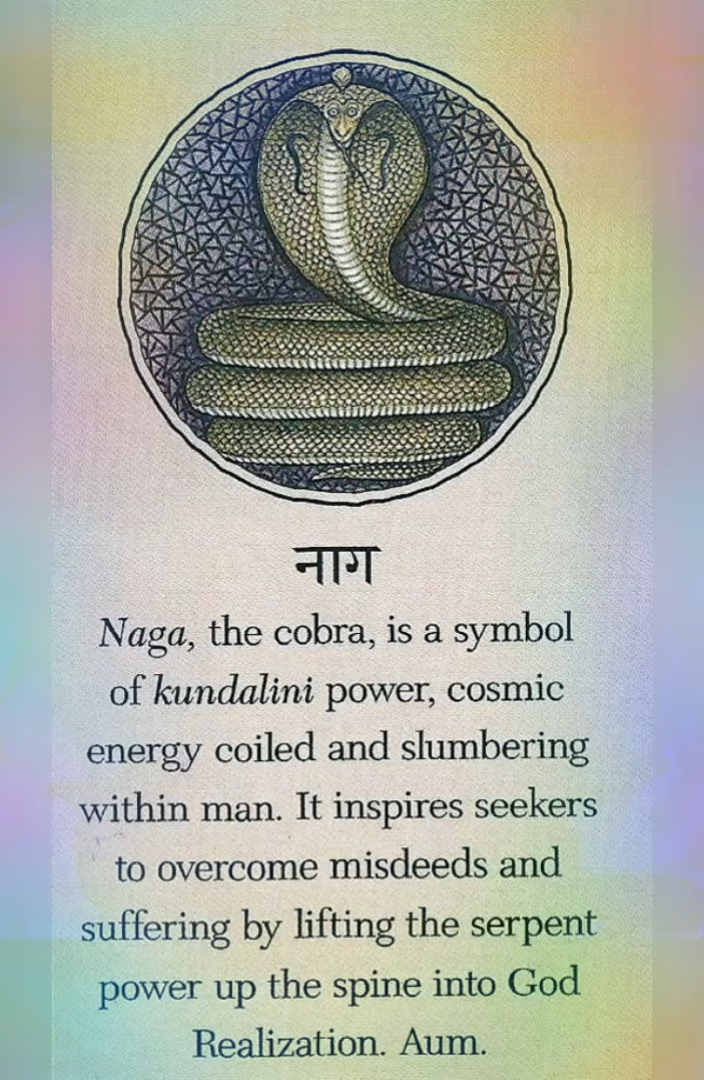 नाग
Naga, the cobra, is a symbol
of kundalini power, cosmic
energy coiled and slumbering
within man. It inspires seekers
to overcome misdeeds and
suffering by lifting the serpent
power up the spine into God
Realization. Aum.